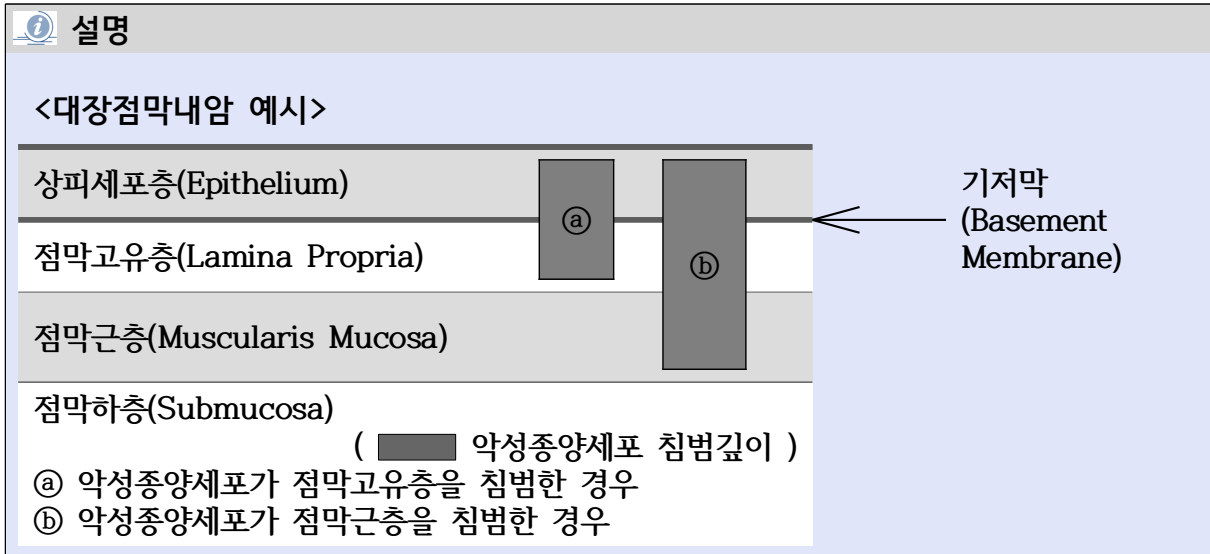 설명
<대장점막내암 예시>
상피세포층(Epithelium)
점막고유층(Lamina Propria)
점막근층(Muscularis Mucosa)
점막하층(Submucosa)
ⓐ
ⓑ
기저막
(Basement
Membrane)
( 악성종양세포 침범깊이 )
ⓐ 악성종양세포가 점막고유층을 침범한 경우
ⓑ 악성종양세포가 점막근층을 침범한 경우